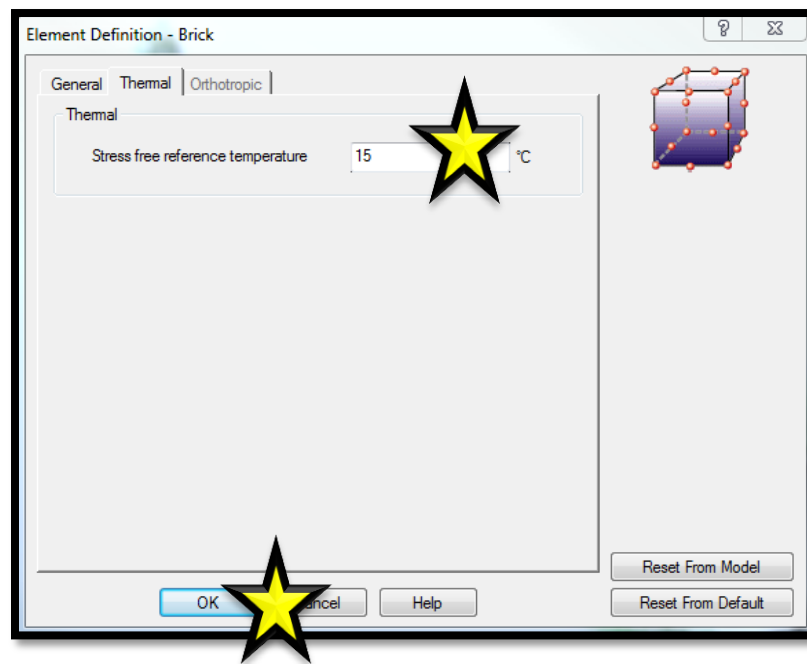 Element Definition - Brick
General Thermal Orthotropic
Thermal
Stress free reference temperature 15 °C
Reset From Model
OK Help Reset From Default